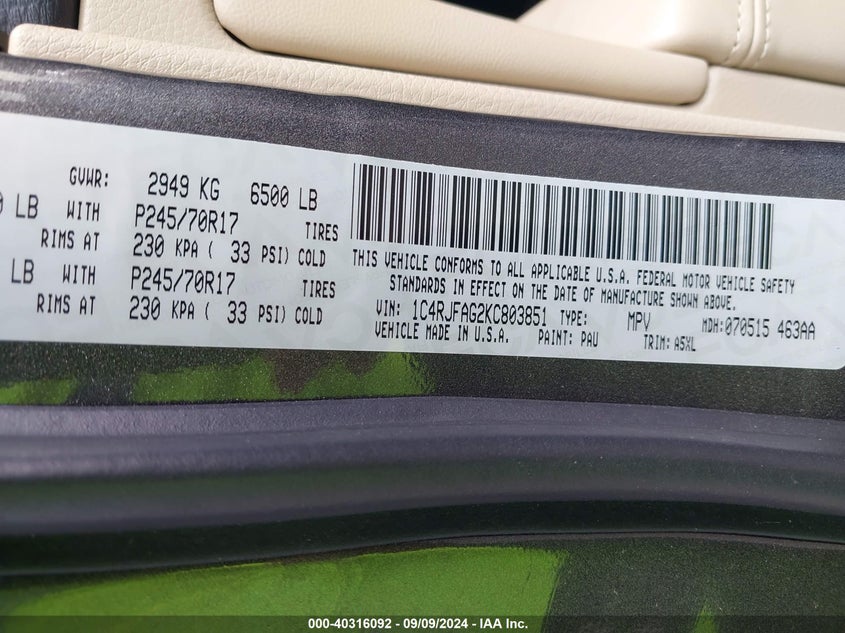 GVWR: 2949 KG 6500 LB
LB WITH P245/70R17 TIRES
RIMS AT 230 KPA ( 33 PSI) COLD
LB WITH P245/70R17 TIRES
RIMS AT 230 KPA ( 33 PSI) COLD
THIS VEHICLE CONFORMS TO ALL APPLICABLE U.S.A. FEDERAL MOTOR VEHICLE SAFETY
STANDARDS IN EFFECT ON THE DATE OF MANUFACTURE SHOWN ABOVE.
VIN: 1C4RJFAG2KC803851 TYPE: MPV MDH:070515 463AA
VEHICLE MADE IN U.S.A. PAINT: PAU TRIM: A5XL
000-40316092 - 09/09/2024 - IAAI.com - Copyright IAA, Inc.